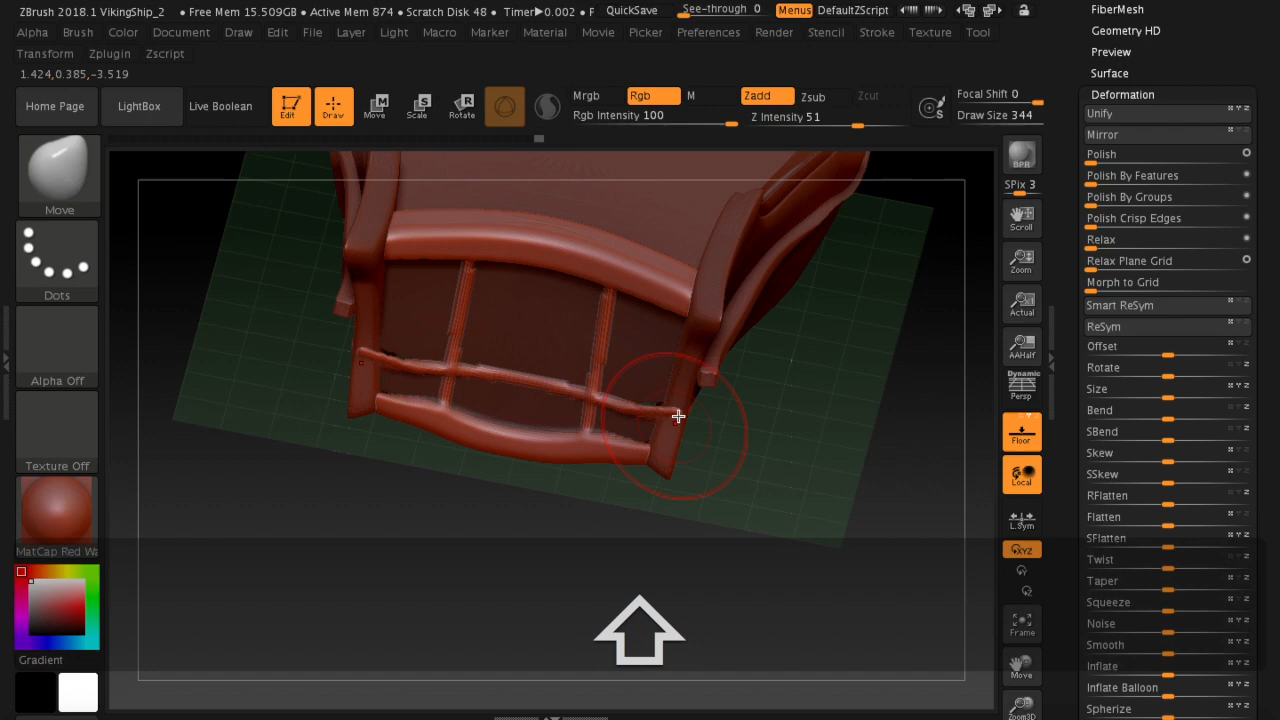 ZBrush 2018.1 VikingShip_2 • Free Mem 15.509GB • Active Mem 874 • Scratch Disk 48 • Timer▶0.002 • F QuickSave See-through 0 Menus DefaultZScript
Alpha Brush Color Document Draw Edit File Layer Light Macro Marker Material Movie Picker Preferences Render Stencil Stroke Texture Tool
Transform Zplugin Zscript
1.424,0.385,-3.519
Home Page LightBox Live Boolean Edit Draw Move Scale Rotate
Mrgb Rgb M Zadd Zsub Zcut
Rgb Intensity 100 Z Intensity 51
Focal Shift 0
Draw Size 344
Move
Dots
Alpha Off
Texture Off
MatCap Red Wa
Gradient
BPR
SPix 3
Scroll
Zoom
Actual
AAHalf
Dynamic
Persp
Floor
Local
L.Sym
XYZ
Frame
Move
Zoom3D
FiberMesh
Geometry HD
Preview
Surface
Deformation
Unify
Mirror
Polish
Polish By Features
Polish By Groups
Polish Crisp Edges
Relax
Relax Plane Grid
Morph to Grid
Smart ReSym
ReSym
Offset
Rotate
Size
Bend
SBend
Skew
SSkew
RFlatten
Flatten
SFlatten
Twist
Taper
Squeeze
Noise
Smooth
Inflate
Inflate Balloon
Spherize